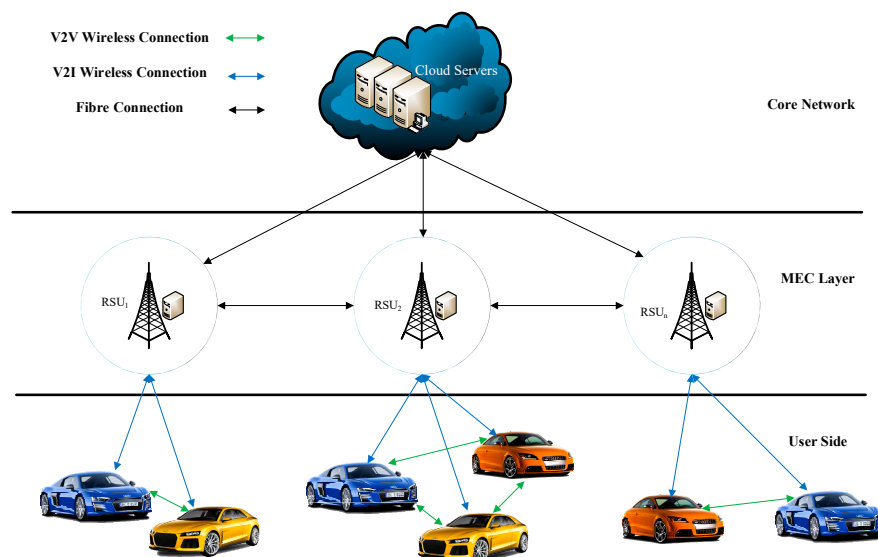 V2V Wireless Connection
V2I Wireless Connection
Fibre Connection
Cloud Servers
Core Network
RSU1
RSU2
RSUn
MEC Layer
User Side